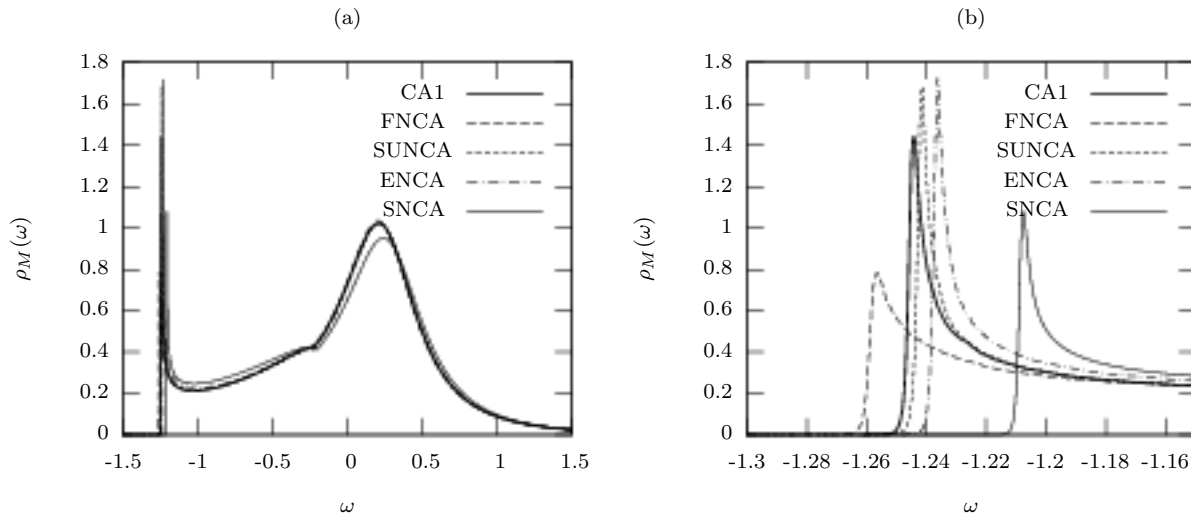 (a)
1.8
1.6
1.4
1.2
1
0.8
0.6
0.4
0.2
0
ρM(ω)
CA1
FNCA
SUNCA
ENCA
SNCA
-1.5 -1 -0.5 0 0.5 1 1.5
ω
(b)
1.8
1.6
1.4
1.2
1
0.8
0.6
0.4
0.2
0
ρM(ω)
CA1
FNCA
SUNCA
ENCA
SNCA
-1.3 -1.28 -1.26 -1.24 -1.22 -1.2 -1.18 -1.16
ω